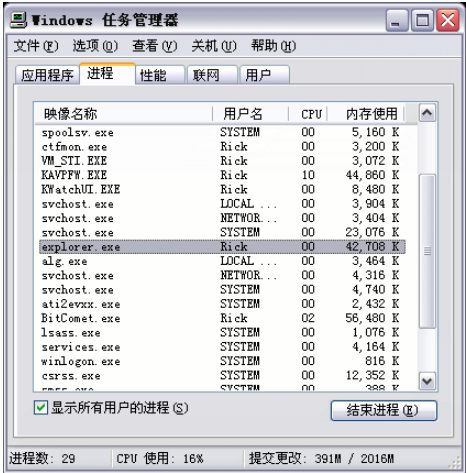 Windows 任务管理器
文件(F) 选项(O) 查看(V) 关机(U) 帮助(H)
应用程序 进程 性能 联网 用户
映像名称 用户名 CPU 内存使用
spoolsv.exe SYSTEM 00 5,160 K
ctfmon.exe Rick 00 3,200 K
VM_STI.EXE Rick 00 3,072 K
KAVPFW.EXE Rick 10 44,860 K
KWatchUI.EXE Rick 00 8,480 K
svchost.exe LOCAL ... 00 3,904 K
svchost.exe NETWOR... 00 3,404 K
svchost.exe SYSTEM 00 23,076 K
explorer.exe Rick 00 42,708 K
alg.exe LOCAL ... 00 3,464 K
svchost.exe NETWOR... 00 4,316 K
svchost.exe SYSTEM 00 4,740 K
ati2evxx.exe SYSTEM 00 2,432 K
BitComet.exe Rick 02 56,480 K
lsass.exe SYSTEM 00 1,076 K
services.exe SYSTEM 00 4,164 K
winlogon.exe SYSTEM 00 816 K
csrss.exe SYSTEM 00 12,352 K
smss.exe SYSTEM 00 388 K
显示所有用户的进程(S) 结束进程(E)
进程数: 29 CPU 使用: 16% 提交更改: 391M / 2016M